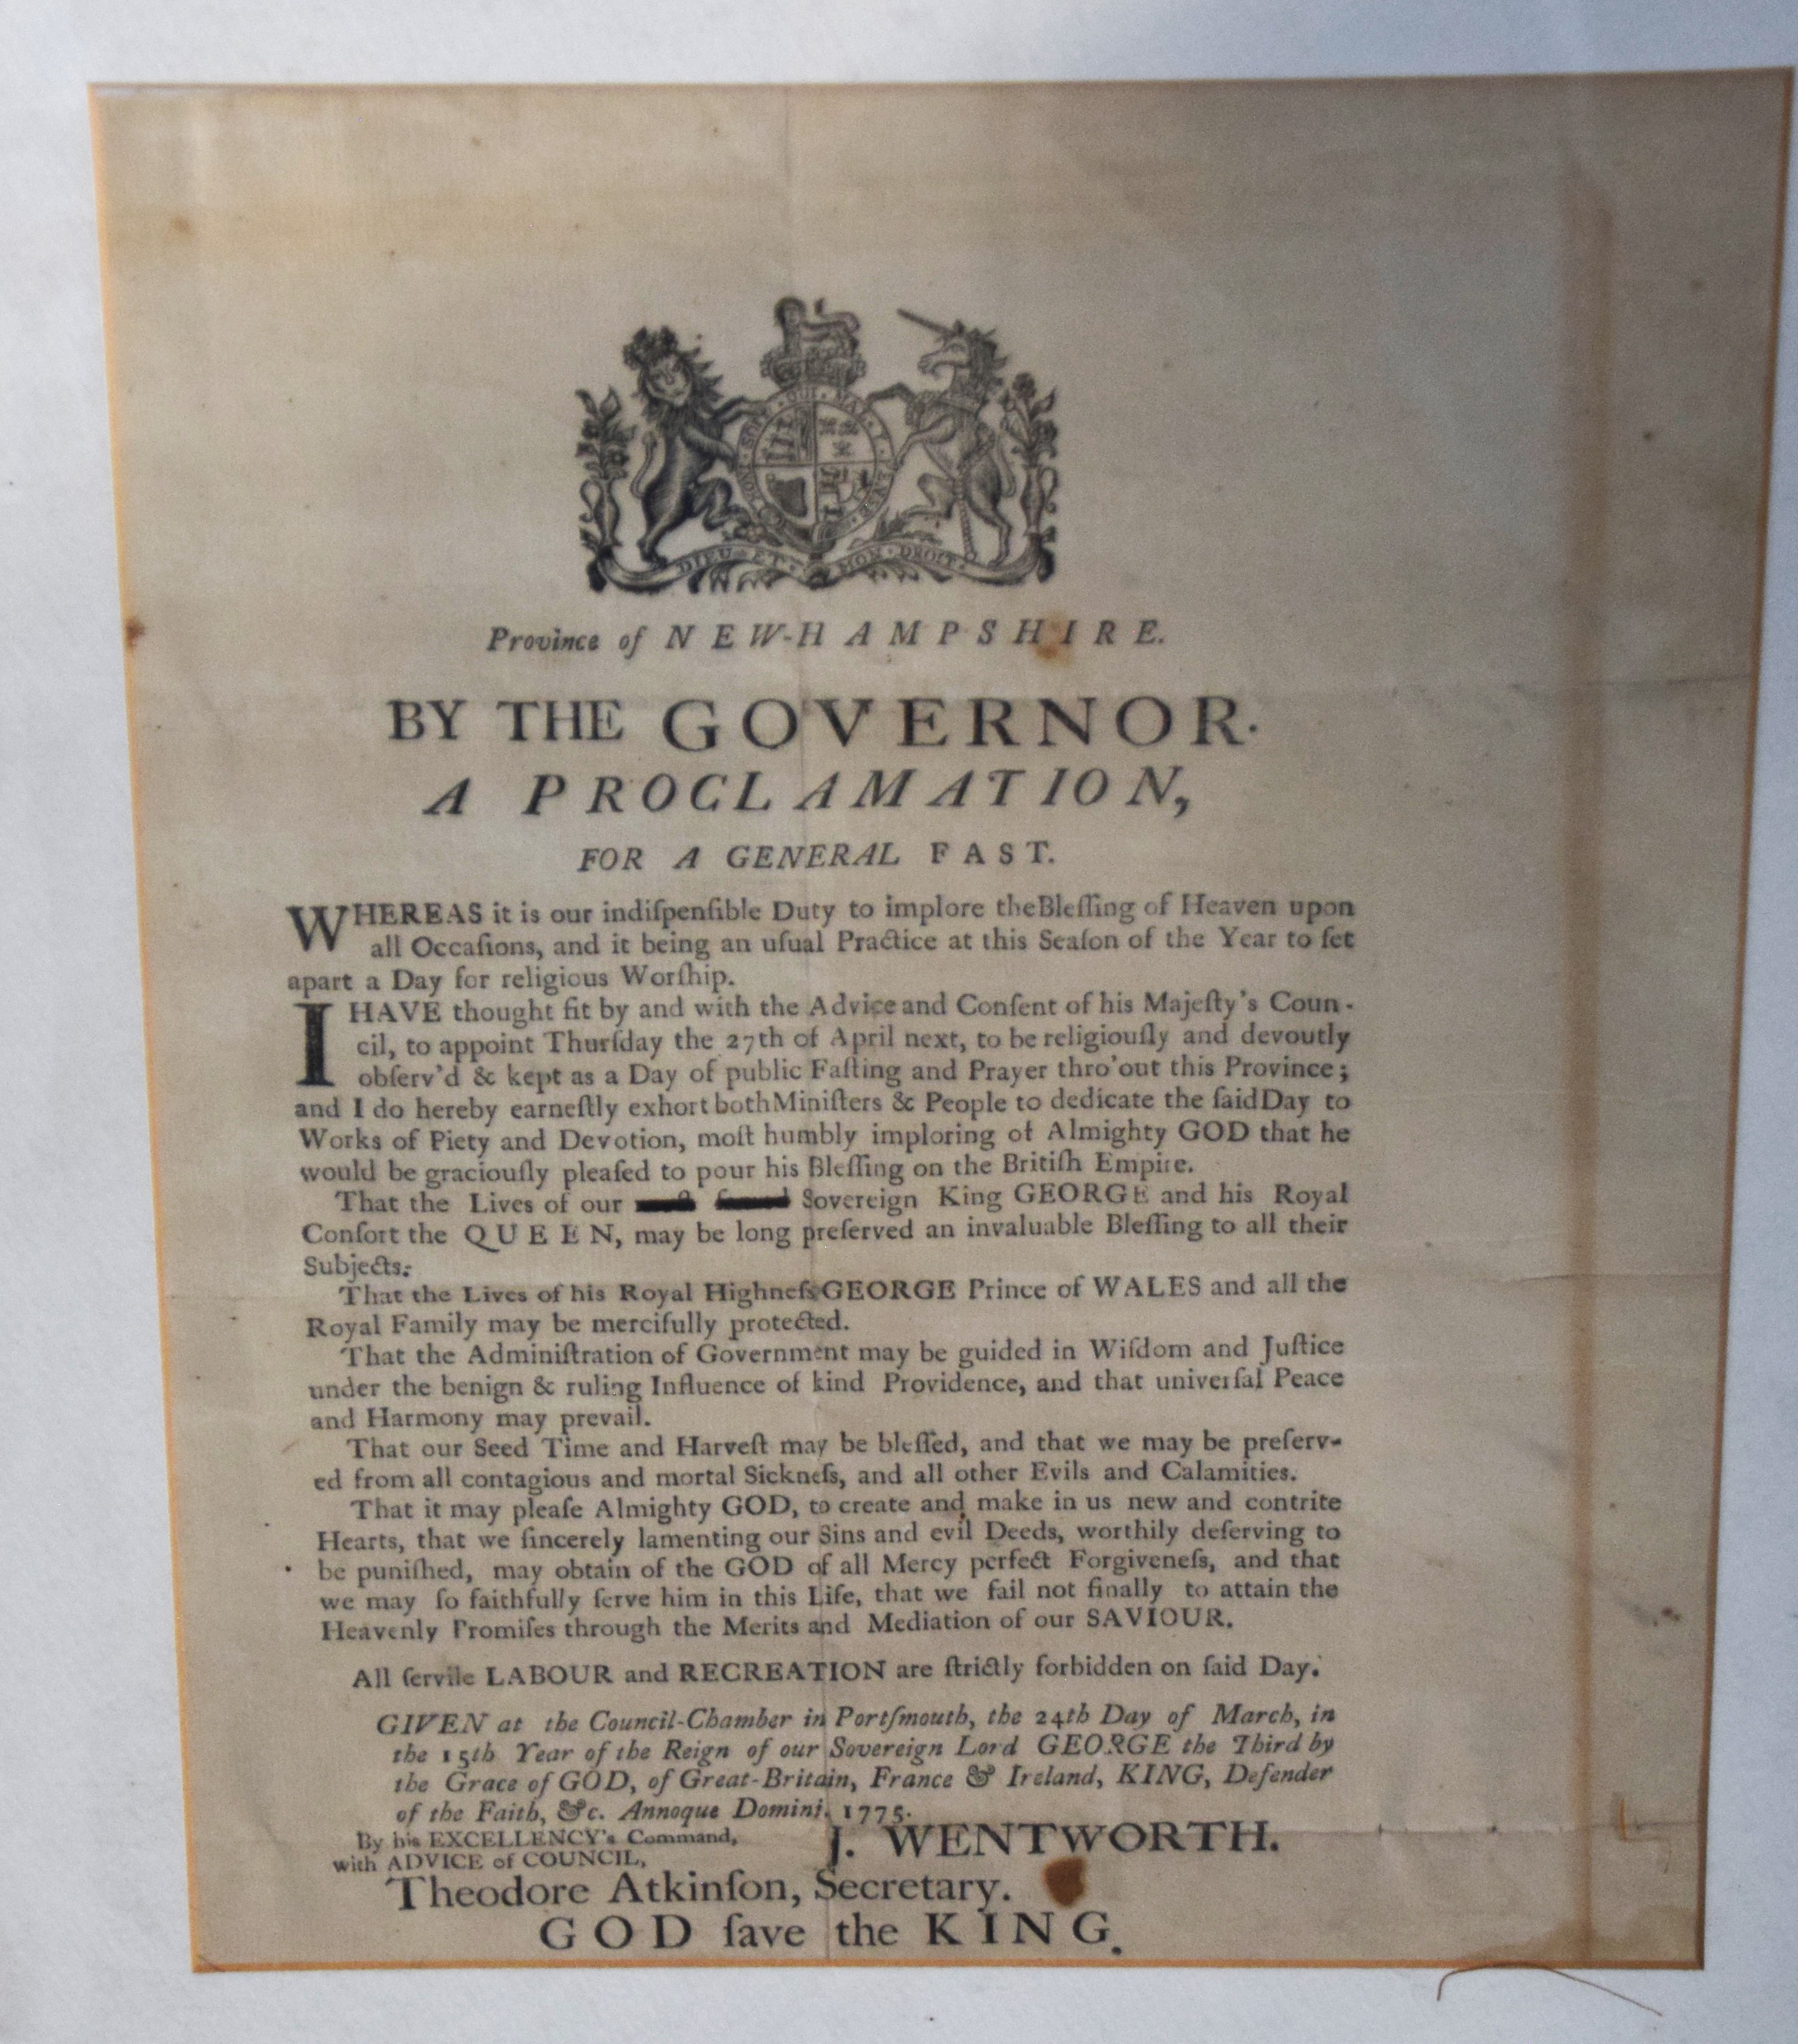 DIEU · ET · MON · DROIT
Province of NEW-HAMPSHIRE.
BY THE GOVERNOR.
A PROCLAMATION,
FOR A GENERAL FAST.
WHEREAS it is our indiſpenſible Duty to implore the Bleſſing of Heaven upon
all Occaſions, and it being an uſual Practice at this Seaſon of the Year to ſet
apart a Day for religious Worſhip.
I HAVE thought fit by and with the Advice and Conſent of his Majeſty's Coun-
cil, to appoint Thurſday the 27th of April next, to be religiouſly and devoutly
obſerv'd & kept as a Day of public Faſting and Prayer thro'out this Province;
and I do hereby earneſtly exhort both Miniſters & People to dedicate the ſaid Day to
Works of Piety and Devotion, moſt humbly imploring of Almighty GOD that he
would be graciouſly pleaſed to pour his Bleſſing on the Britiſh Empire.
That the Lives of our Sovereign King GEORGE and his Royal
Conſort the QUEEN, may be long preſerved an invaluable Bleſſing to all their
Subjects.
That the Lives of his Royal Highneſs GEORGE Prince of WALES and all the
Royal Family may be mercifully protected.
That the Adminiſtration of Government may be guided in Wiſdom and Juſtice
under the benign & ruling Influence of kind Providence, and that univerſal Peace
and Harmony may prevail.
That our Seed Time and Harveſt may be bleſſed, and that we may be preſerv-
ed from all contagious and mortal Sickneſs, and all other Evils and Calamities.
That it may pleaſe Almighty GOD, to create and make in us new and contrite
Hearts, that we ſincerely lamenting our Sins and evil Deeds, worthily deſerving to
be puniſhed, may obtain of the GOD of all Mercy perfect Forgiveneſs, and that
we may ſo faithfully ſerve him in this Life, that we fail not finally to attain the
Heavenly Promiſes through the Merits and Mediation of our SAVIOUR.
All ſervile LABOUR and RECREATION are ſtrictly forbidden on ſaid Day.
GIVEN at the Council-Chamber in Portſmouth, the 24th Day of March, in
the 15th Year of the Reign of our Sovereign Lord GEORGE the Third by
the Grace of GOD, of Great-Britain, France & Ireland, KING, Defender
of the Faith, &c. Annoque Domini. 1775.
By his EXCELLENCY's Command,
with ADVICE of COUNCIL,
J. WENTWORTH.
Theodore Atkinſon, Secretary.
GOD ſave the KING.